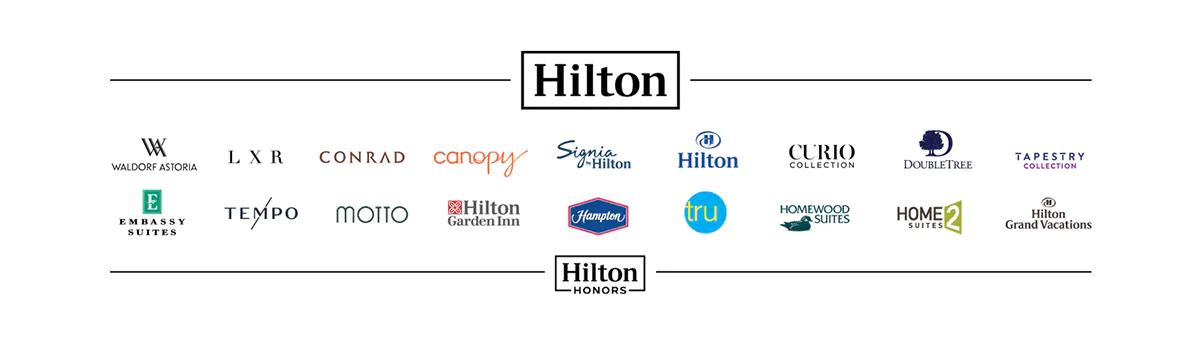 Hilton
WALDORF ASTORIA
LXR
CONRAD
canopy
Signia
by Hilton
Hilton
CURIO
COLLECTION
DOUBLETREE
TAPESTRY
COLLECTION
E
EMBASSY
SUITES
TEMPO
MOTTO
Hilton
Garden Inn
Hampton
tru
HOMEWOOD
SUITES
HOME2
SUITES
Hilton
Grand Vacations
Hilton
HONORS